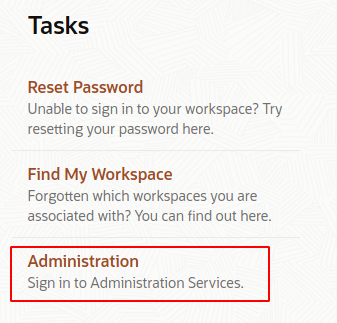 Tasks
Reset Password
Unable to sign in to your workspace? Try
resetting your password here.
Find My Workspace
Forgotten which workspaces you are
associated with? You can find out here.
Administration
Sign in to Administration Services.